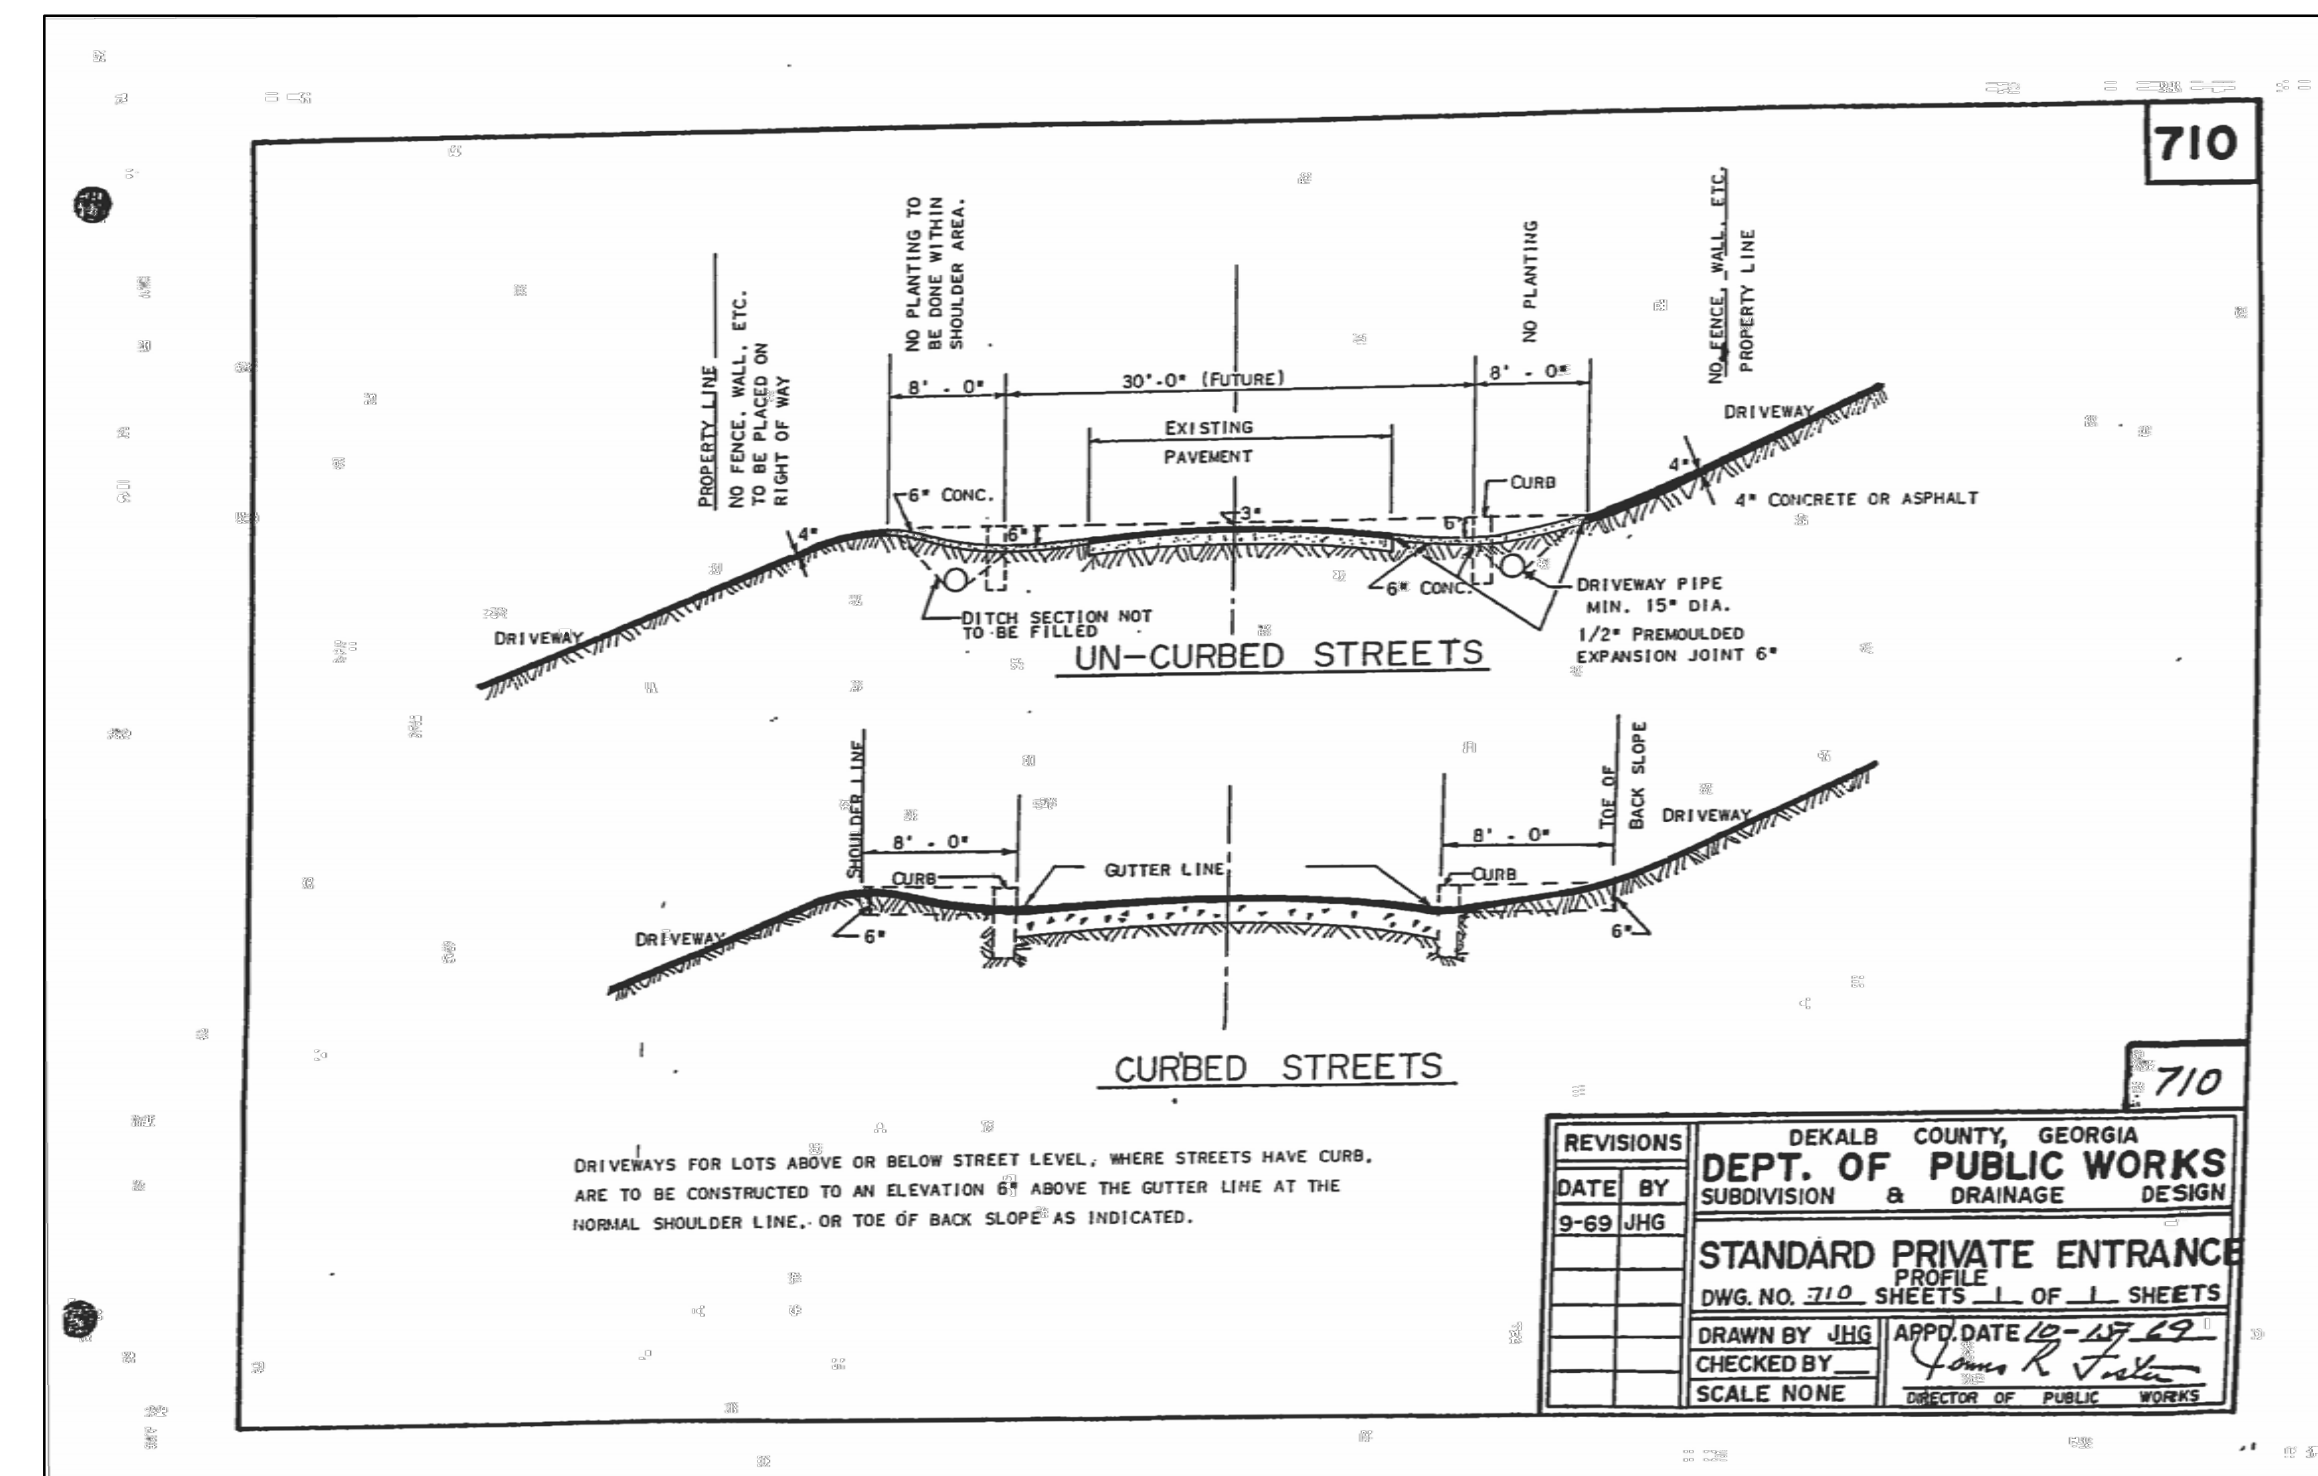 710
NO PLANTING TO
BE DONE WITHIN
SHOULDER AREA.
NO PLANTING
NO FENCE, WALL, ETC.
PROPERTY LINE
PROPERTY LINE
NO FENCE, WALL, ETC.
TO BE PLACED ON
RIGHT OF WAY
8' - 0"
30'-0" (FUTURE)
8' - 0"
DRIVEWAY
EXISTING
PAVEMENT
4"
CURB
6" CONC.
4" CONCRETE OR ASPHALT
3"
6"
6"
4"
6" CONC.
DRIVEWAY PIPE
MIN. 15" DIA.
DITCH SECTION NOT
TO BE FILLED
DRIVEWAY
1/2" PREMOULDED
EXPANSION JOINT 6"
UN-CURBED STREETS
SHOULDER LINE
TOE OF
BACK SLOPE
DRIVEWAY
8' - 0"
8' - 0"
GUTTER LINE
CURB
CURB
DRIVEWAY
6"
6"
CURBED STREETS
DRIVEWAYS FOR LOTS ABOVE OR BELOW STREET LEVEL, WHERE STREETS HAVE CURB,
ARE TO BE CONSTRUCTED TO AN ELEVATION 6" ABOVE THE GUTTER LINE AT THE
NORMAL SHOULDER LINE, OR TOE OF BACK SLOPE AS INDICATED.
710
REVISIONS
DATE BY
9-69 JHG
DEKALB COUNTY, GEORGIA
DEPT. OF PUBLIC WORKS
SUBDIVISION & DRAINAGE DESIGN
STANDARD PRIVATE ENTRANCE
PROFILE
DWG. NO. 710 SHEETS 1 OF 1 SHEETS
DRAWN BY JHG
CHECKED BY
SCALE NONE
APPD. DATE 10-15-69
James R Foster
DIRECTOR OF PUBLIC WORKS